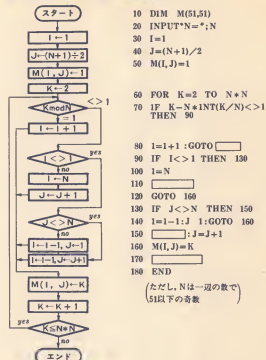 スタート
I←1
J←(N+1)÷2
M(I, J)←1
K←2
KmodN
<>1
=1
I←I+1
I<>1
yes
no
I←N
J←J+1
J<>N
yes
no
I←I-1, J←1
I←I-1, J←J+1
M(I, J)←K
K←K+1
yes
K≤N*N
no
エンド
10 DIM M(51,51)
20 INPUT"N=";N
30 I=1
40 J=(N+1)/2
50 M(I,J)=1
60 FOR K=2 TO N*N
70 IF K-N*INT(K/N)<>1
THEN 90
80 I=I+1:GOTO
90 IF I<>1 THEN 130
100 I=N
110
120 GOTO 160
130 IF J<>N THEN 150
140 I=I-1:J 1:GOTO 160
150 :J=J+1
160 M(I,J)=K
170
180 END
(ただし、Nは一辺の数で
51以下の奇数)